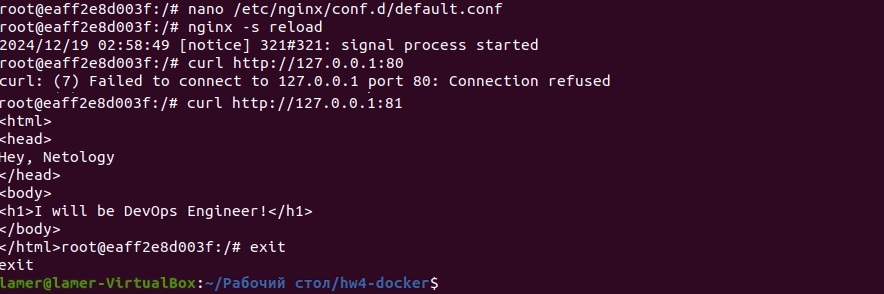 root@eaff2e8d003f:/# nano /etc/nginx/conf.d/default.conf
root@eaff2e8d003f:/# nginx -s reload
2024/12/19 02:58:49 [notice] 321#321: signal process started
root@eaff2e8d003f:/# curl http://127.0.0.1:80
curl: (7) Failed to connect to 127.0.0.1 port 80: Connection refused
root@eaff2e8d003f:/# curl http://127.0.0.1:81
<html>
<head>
Hey, Netology
</head>
<body>
<h1>I will be DevOps Engineer!</h1>
</body>
</html>root@eaff2e8d003f:/# exit
exit
lamer@lamer-VirtualBox:~/Рабочий стол/hw4-docker$